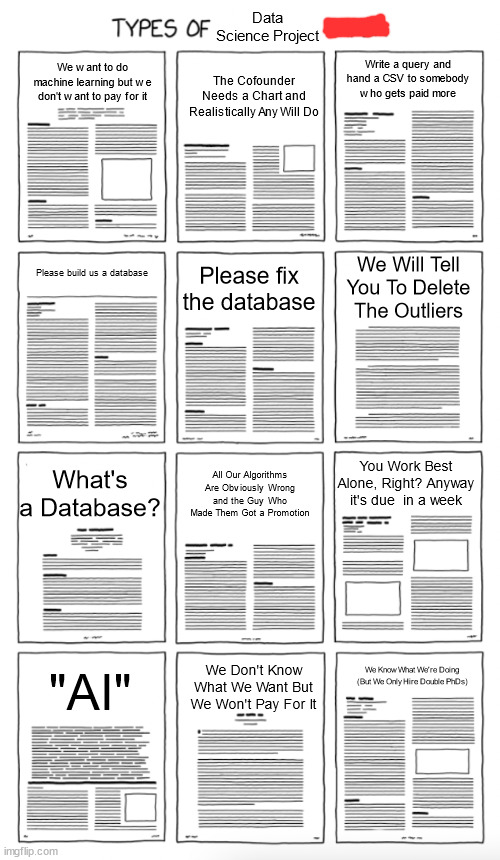 TYPES OF
Data
Science Project
We want to do
machine learning but we
don't want to pay for it
The Cofounder
Needs a Chart and
Realistically Any Will Do
Write a query and
hand a CSV to somebody
who gets paid more
Please build us a database
Please fix
the database
We Will Tell
You To Delete
The Outliers
What's
a Database?
All Our Algorithms
Are Obviously Wrong
and the Guy Who
Made Them Got a Promotion
You Work Best
Alone, Right? Anyway
it's due in a week
"AI"
We Don't Know
What We Want But
We Won't Pay For It
We Know What We're Doing
(But We Only Hire Double PhDs)
imgflip.com